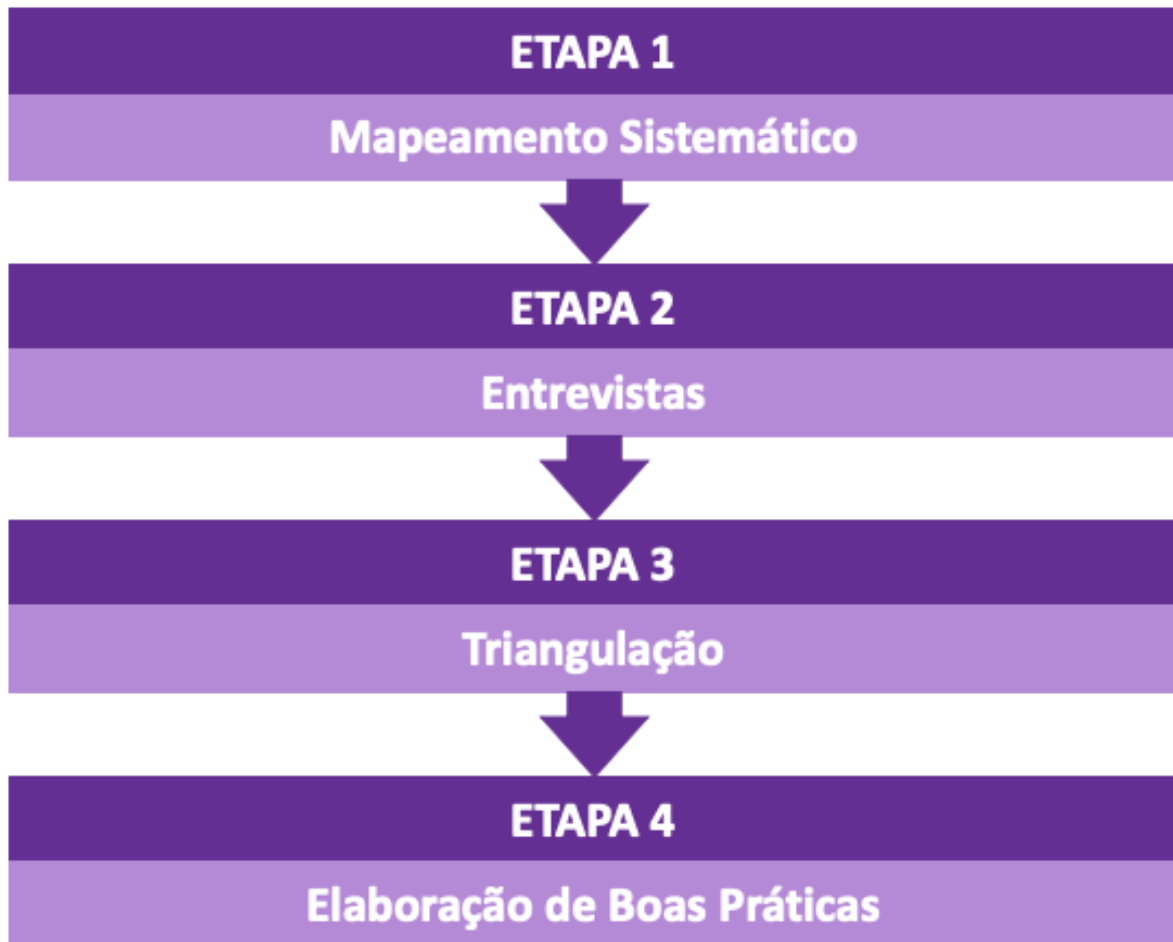 ETAPA 1
Mapeamento Sistemático
ETAPA 2
Entrevistas
ETAPA 3
Triangulação
ETAPA 4
Elaboração de Boas Práticas